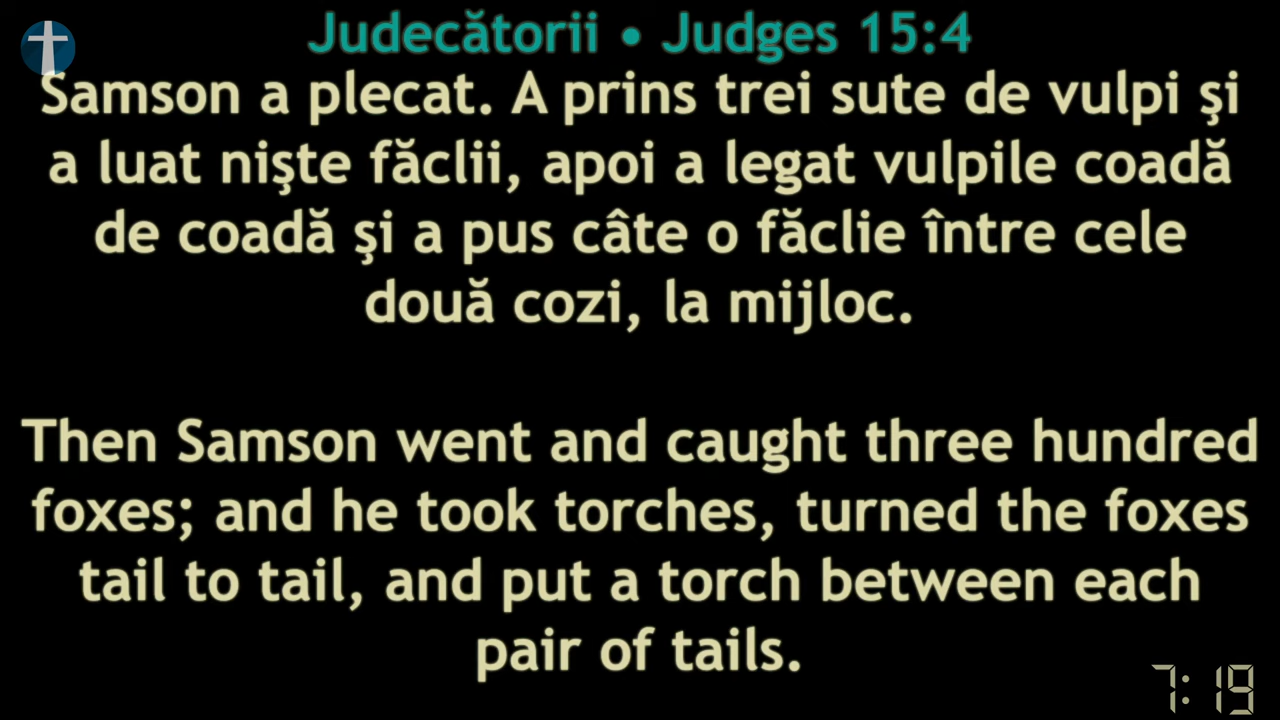 Judecătorii • Judges 15:4
Samson a plecat. A prins trei sute de vulpi şi
a luat nişte făclii, apoi a legat vulpile coadă
de coadă şi a pus câte o făclie între cele
două cozi, la mijloc.
Then Samson went and caught three hundred
foxes; and he took torches, turned the foxes
tail to tail, and put a torch between each
pair of tails.
7:19